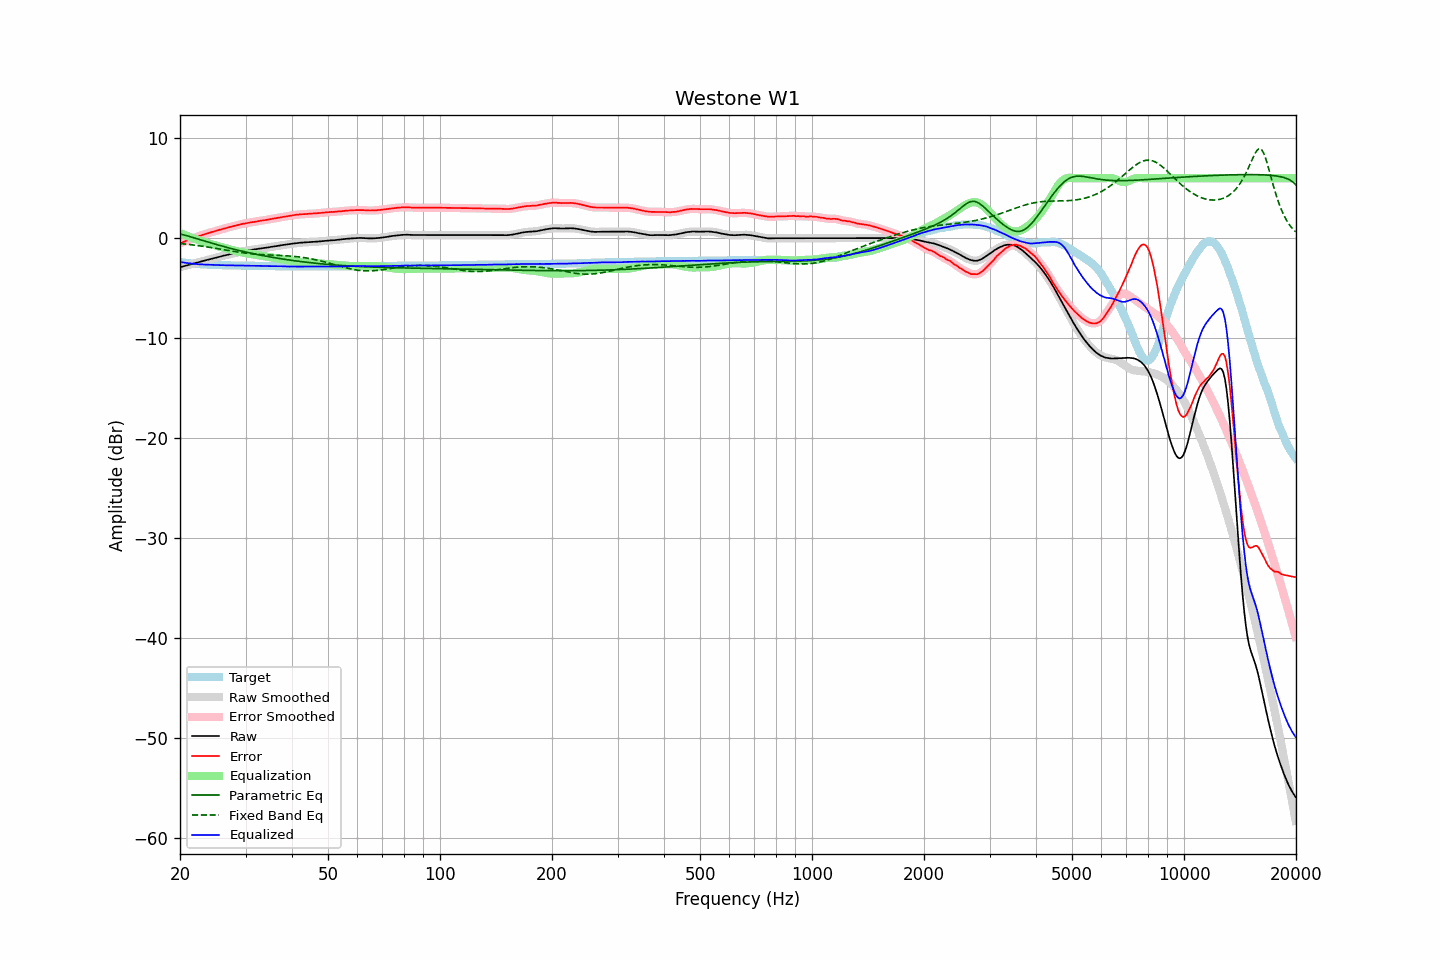 Westone W1
10
0
−10
−20
−30
−40
−50
−60
Amplitude (dBr)
Target
Raw Smoothed
Error Smoothed
Raw
Error
Equalization
Parametric Eq
Fixed Band Eq
Equalized
20
50
100
200
500
1000
2000
5000
10000
20000
Frequency (Hz)